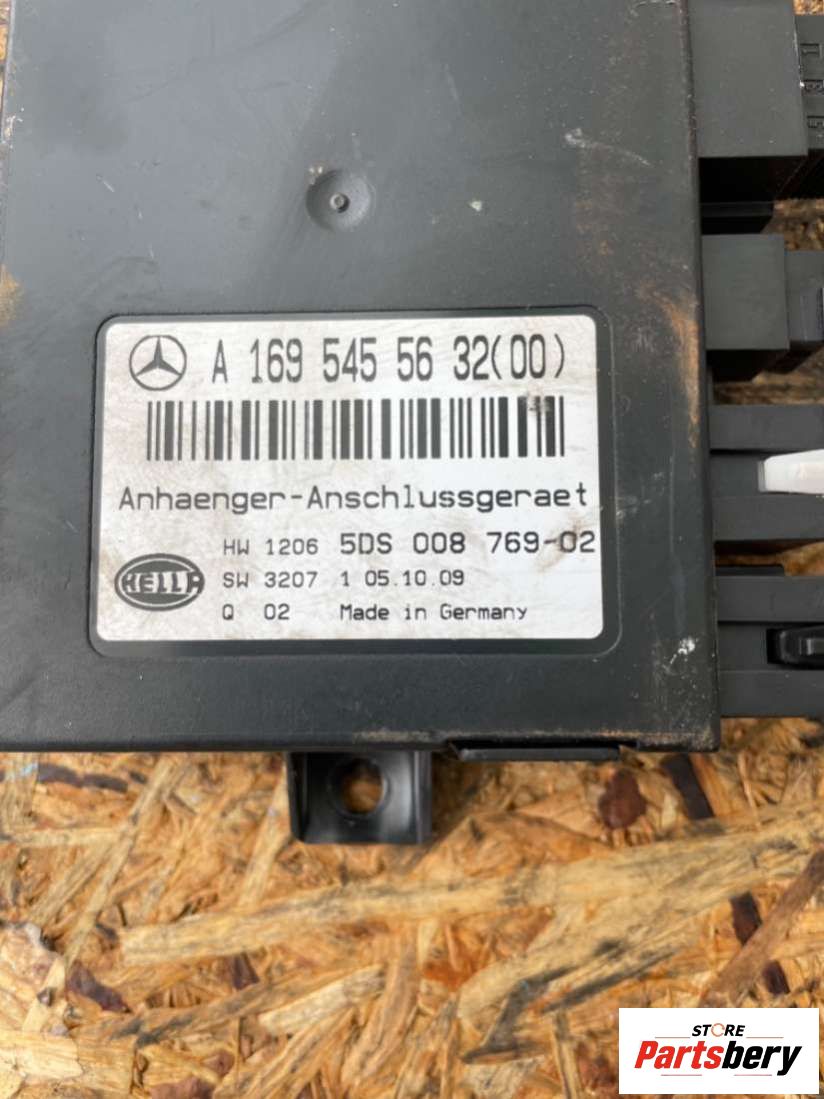 A 169 545 56 32(00)
Anhaenger-Anschlussgeraet
HW 1206 5DS 008 769-02
HELLA SW 3207 1 05.10.09
Q 02 Made in Germany
STORE
Partsbery